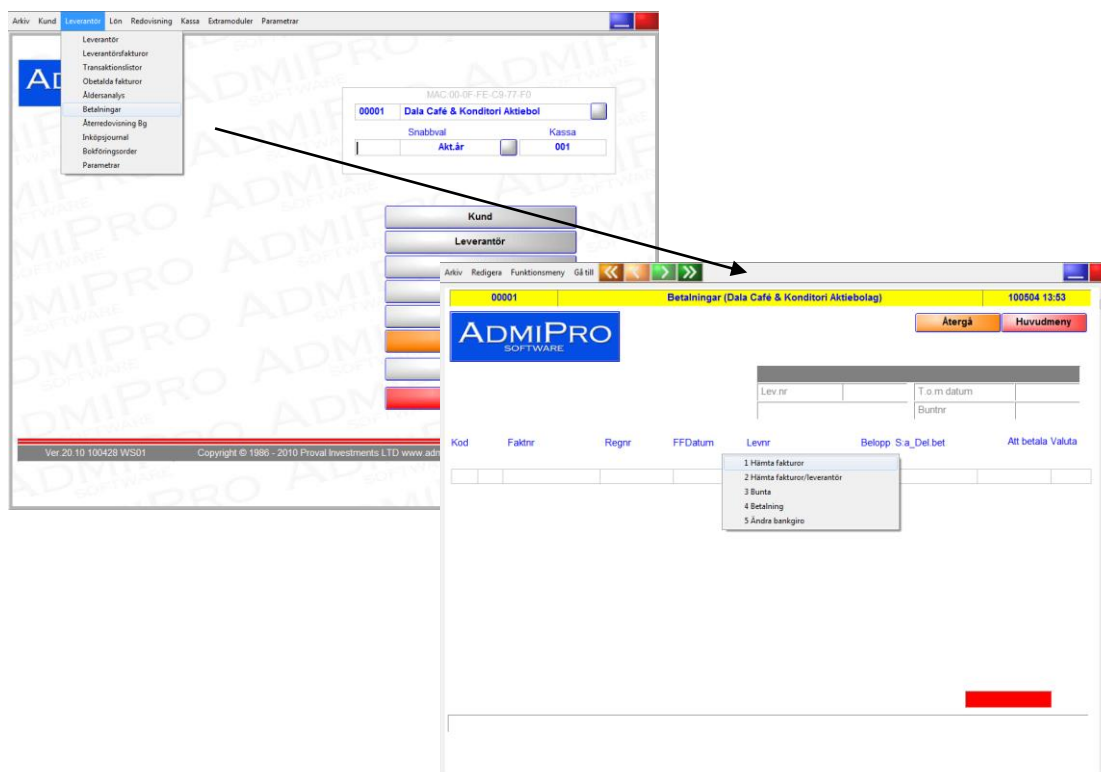 Arkiv Kund Leverantör Lön Redovisning Kassa Extramoduler Parametrar
Leverantör
Leverantörsfakturor
Transaktionslistor
Obetalda fakturor
Åldersanalys
Betalningar
Återredovisning Bg
Inköpsjournal
Bokföringsorder
Parametrar
MAC:00-0F-FE-C9-77-F0
00001 Dala Café & Konditori Aktiebol
Snabbval Kassa
Akt.år 001
Kund
Leverantör
Ver.20.10 100428 WS01 Copyright © 1986 - 2010 Proval Investments LTD
Arkiv Redigera Funktionsmeny Gå till
00001 Betalningar (Dala Café & Konditori Aktiebolag) 100504 13:53
Återgå Huvudmeny
ADMIPRO
SOFTWARE
Lev.nr T.o.m datum
Buntnr
Kod Faktnr Regnr FFDatum Levnr Belopp S:a_Del.bet Att betala Valuta
1 Hämta fakturor
2 Hämta fakturor/leverantör
3 Bunta
4 Betalning
5 Ändra bankgiro